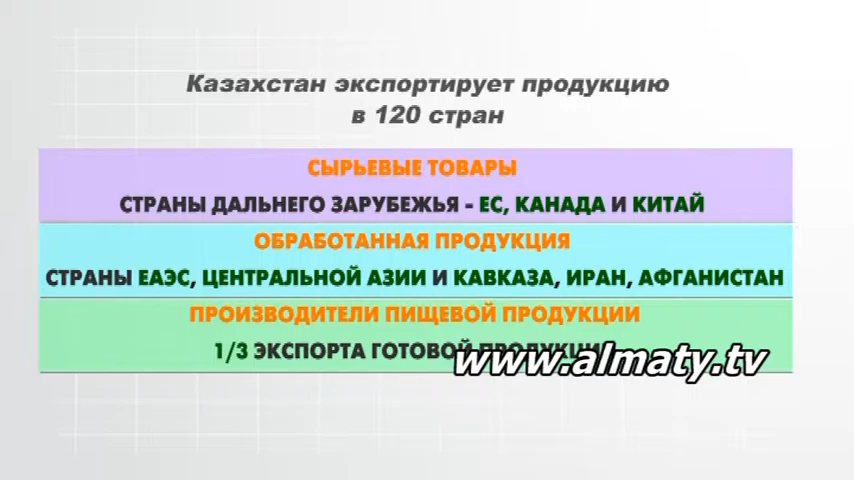 Казахстан экспортирует продукцию
в 120 стран
СЫРЬЕВЫЕ ТОВАРЫ
СТРАНЫ ДАЛЬНЕГО ЗАРУБЕЖЬЯ - ЕС, КАНАДА И КИТАЙ
ОБРАБОТАННАЯ ПРОДУКЦИЯ
СТРАНЫ ЕАЭС, ЦЕНТРАЛЬНОЙ АЗИИ И КАВКАЗА, ИРАН, АФГАНИСТАН
ПРОИЗВОДИТЕЛИ ПИЩЕВОЙ ПРОДУКЦИИ
1/3 ЭКСПОРТА ГОТОВОЙ ПРОДУКЦИИ
www.almaty.tv